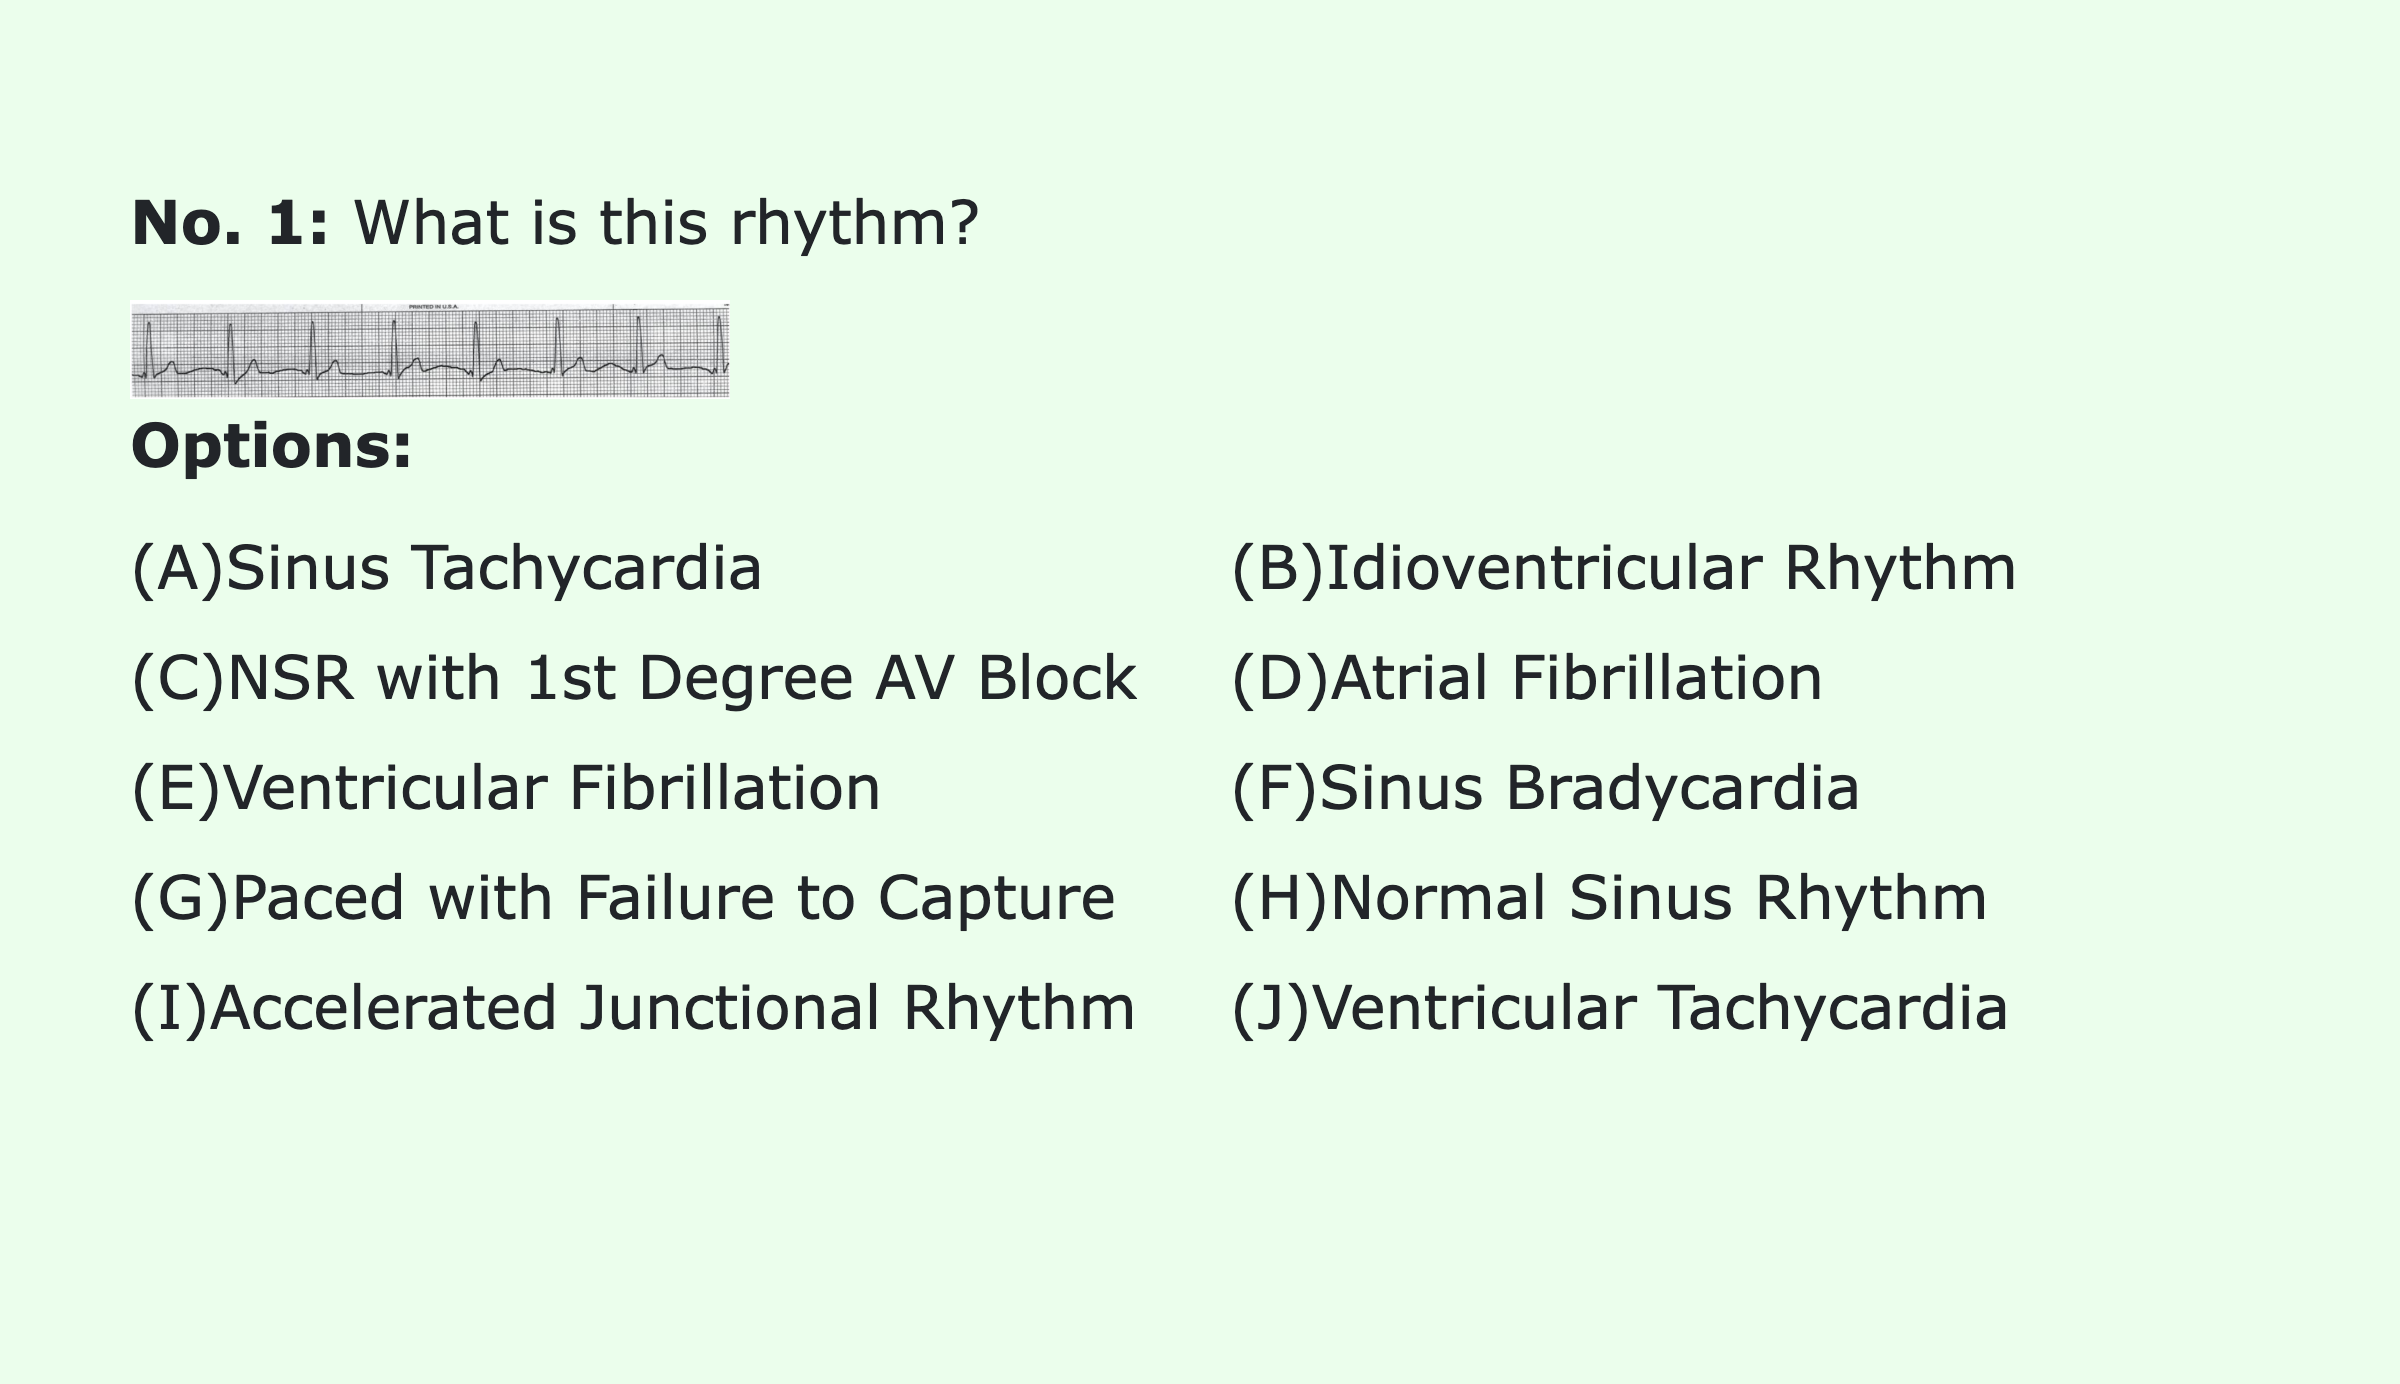 No. 1: What is this rhythm?
PRINTED IN U.S.A.
Options:
(A)Sinus Tachycardia
(B)Idioventricular Rhythm
(C)NSR with 1st Degree AV Block
(D)Atrial Fibrillation
(E)Ventricular Fibrillation
(F)Sinus Bradycardia
(G)Paced with Failure to Capture
(H)Normal Sinus Rhythm
(I)Accelerated Junctional Rhythm
(J)Ventricular Tachycardia